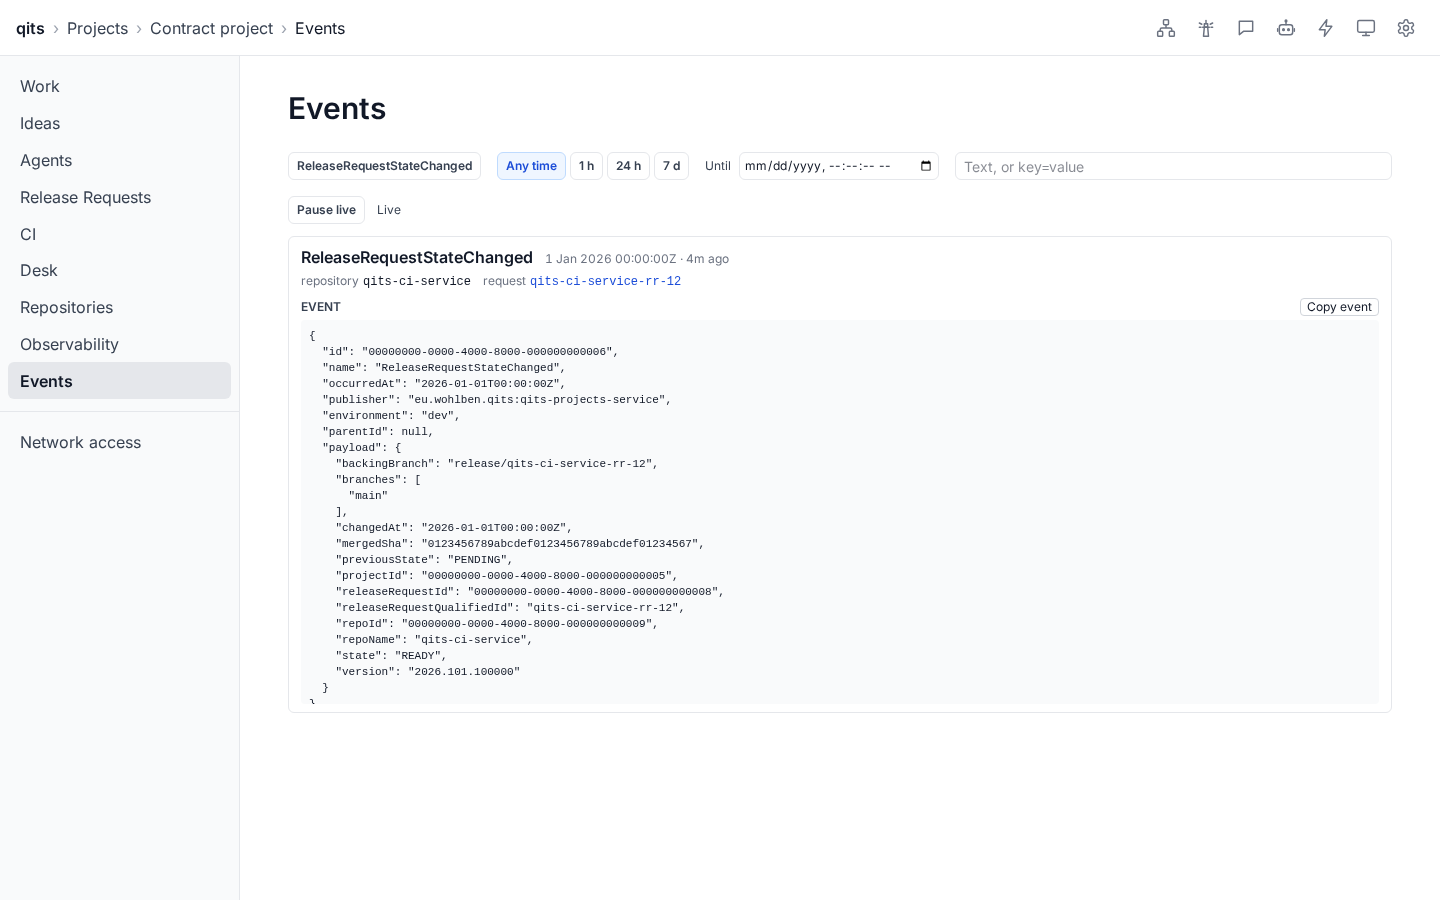 qits › Projects › Contract project › Events
Work
Ideas
Agents
Release Requests
CI
Desk
Repositories
Observability
Events
Network access
Events
ReleaseRequestStateChanged Any time 1 h 24 h 7 d Until mm/dd/yyyy, --:--:-- -- Text, or key=value
Pause live Live
ReleaseRequestStateChanged 1 Jan 2026 00:00:00Z · 4m ago
repository qits-ci-service request qits-ci-service-rr-12
EVENT Copy event
{
  "id": "00000000-0000-4000-8000-000000000006",
  "name": "ReleaseRequestStateChanged",
  "occurredAt": "2026-01-01T00:00:00Z",
  "publisher": "eu.wohlben.qits:qits-projects-service",
  "environment": "dev",
  "parentId": null,
  "payload": {
    "backingBranch": "release/qits-ci-service-rr-12",
    "branches": [
      "main"
    ],
    "changedAt": "2026-01-01T00:00:00Z",
    "mergedSha": "0123456789abcdef0123456789abcdef01234567",
    "previousState": "PENDING",
    "projectId": "00000000-0000-4000-8000-000000000005",
    "releaseRequestId": "00000000-0000-4000-8000-000000000008",
    "releaseRequestQualifiedId": "qits-ci-service-rr-12",
    "repoId": "00000000-0000-4000-8000-000000000009",
    "repoName": "qits-ci-service",
    "state": "READY",
    "version": "2026.101.100000"
  }
}